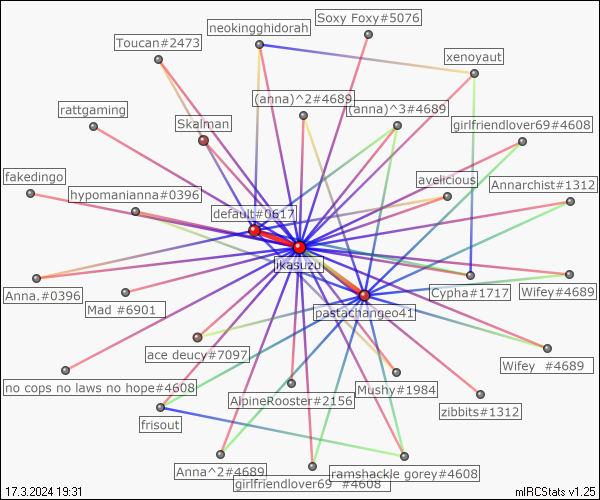 Soxy Foxy#5076
neokingghidorah
Toucan#2473
xenoyaut
(anna)^2#4689
(anna)^3#4689
rattgaming
Skaiman
girlfriendlover69#4608
fakedingo
avelicious
Annarchist#1312
hypomanianna#0396
default#0617
ikasuzu
Anna.#0396
Mad #6901
Cypha#1717
Wifey#4689
pastachangeo41
ace deucy#7097
Wifey #4689
no cops no laws no hope#4608
AlpineRooster#2156
Mushy#1984
zibbits#1312
frisout
Anna^2#4689
ramshackle gorey#4608
girlfriendlover69 #4608
17.3.2024 19:31
mIRCStats v1.25